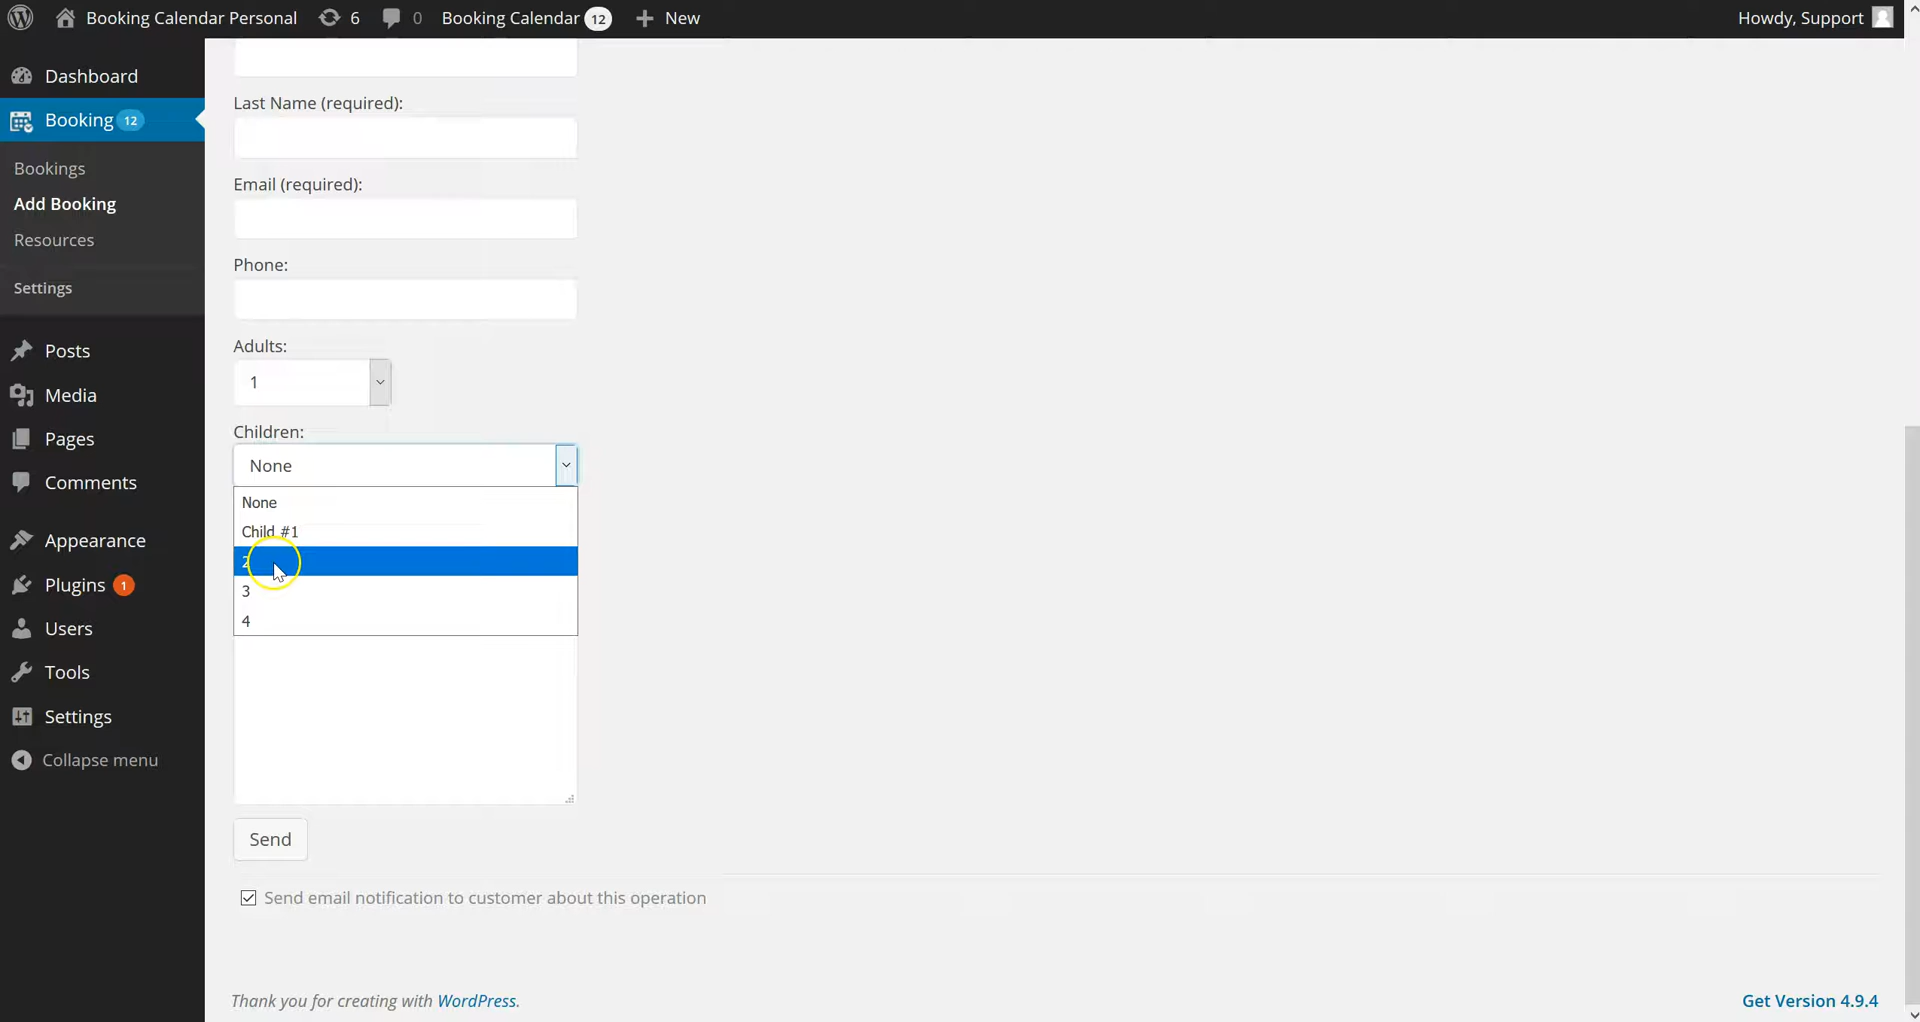 Booking Calendar Personal 6 0 Booking Calendar 12 New Howdy, Support
Dashboard
Booking 12
Bookings
Add Booking
Resources
Settings
Posts
Media
Pages
Comments
Appearance
Plugins 1
Users
Tools
Settings
Collapse menu
Last Name (required):
Email (required):
Phone:
Adults:
1
Children:
None
None
Child #1
2
3
4
Send
Send email notification to customer about this operation
Thank you for creating with WordPress.
Get Version 4.9.4